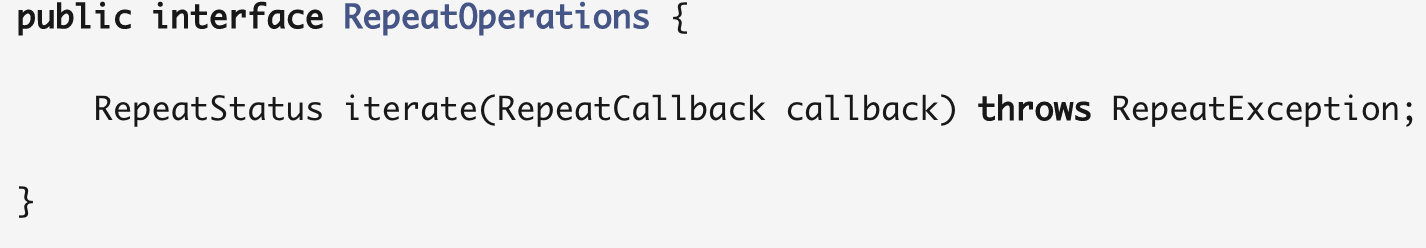 public interface RepeatOperations {
RepeatStatus iterate(RepeatCallback callback) throws RepeatException;
}